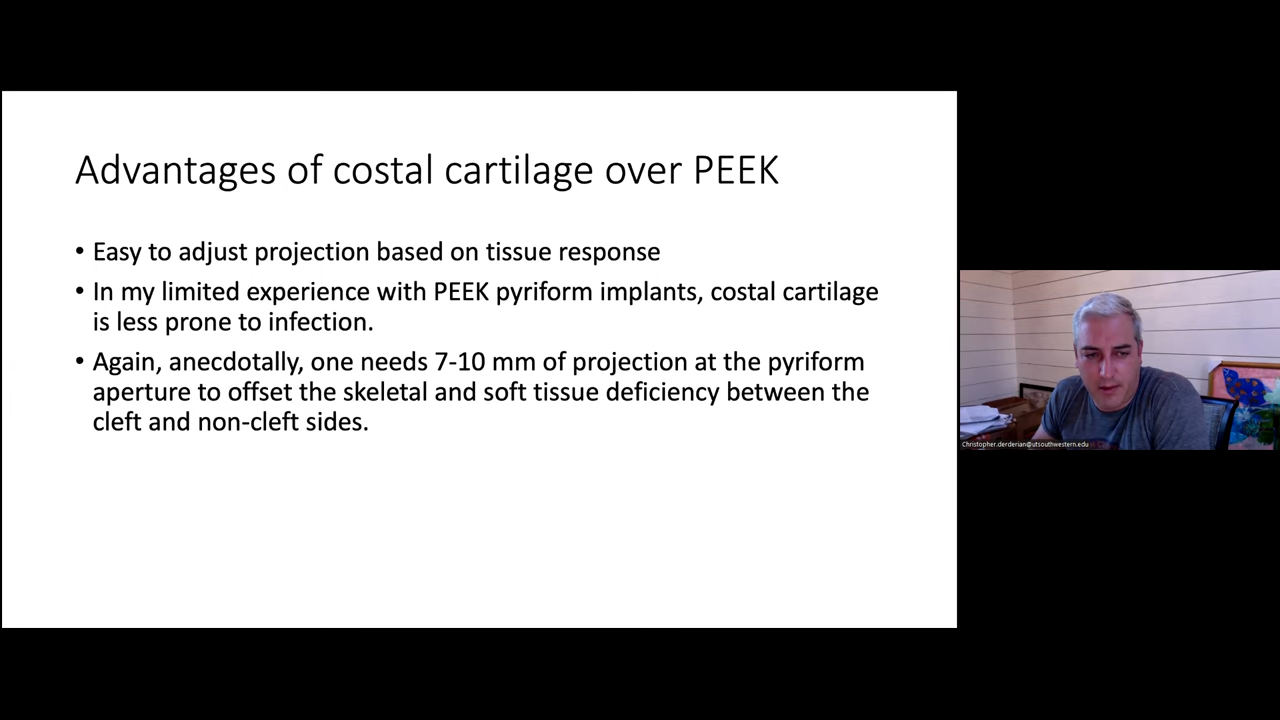 Advantages of costal cartilage over PEEK
• Easy to adjust projection based on tissue response
• In my limited experience with PEEK pyriform implants, costal cartilage
is less prone to infection.
• Again, anecdotally, one needs 7-10 mm of projection at the pyriform
aperture to offset the skeletal and soft tissue deficiency between the
cleft and non-cleft sides.
Christopher.derderian@utsouthwestern.edu